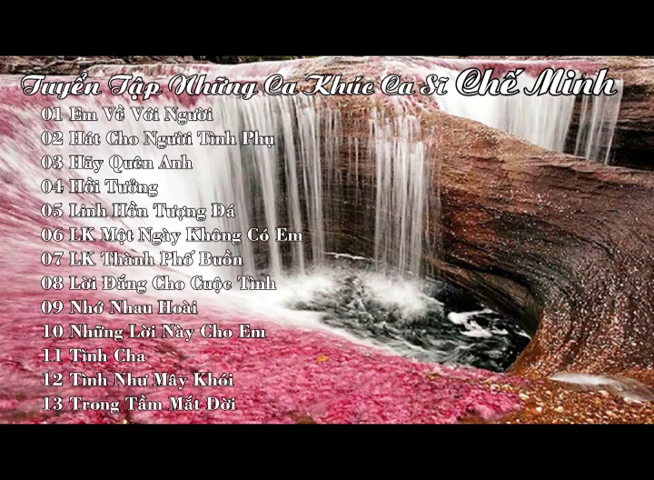 Tuyển Tập Những Ca Khúc Ca Sĩ Chế Minh
01 Em Về Với Người
02 Hát Cho Người Tình Phụ
03 Hãy Quên Anh
04 Hồi Tưởng
05 Linh Hồn Tượng Đá
06 LK Một Ngày Không Có Em
07 LK Thành Phố Buồn
08 Lời Đắng Cho Cuộc Tình
09 Nhớ Nhau Hoài
10 Những Lời Này Cho Em
11 Tình Cha
12 Tình Như Mây Khói
13 Trong Tầm Mắt Đời